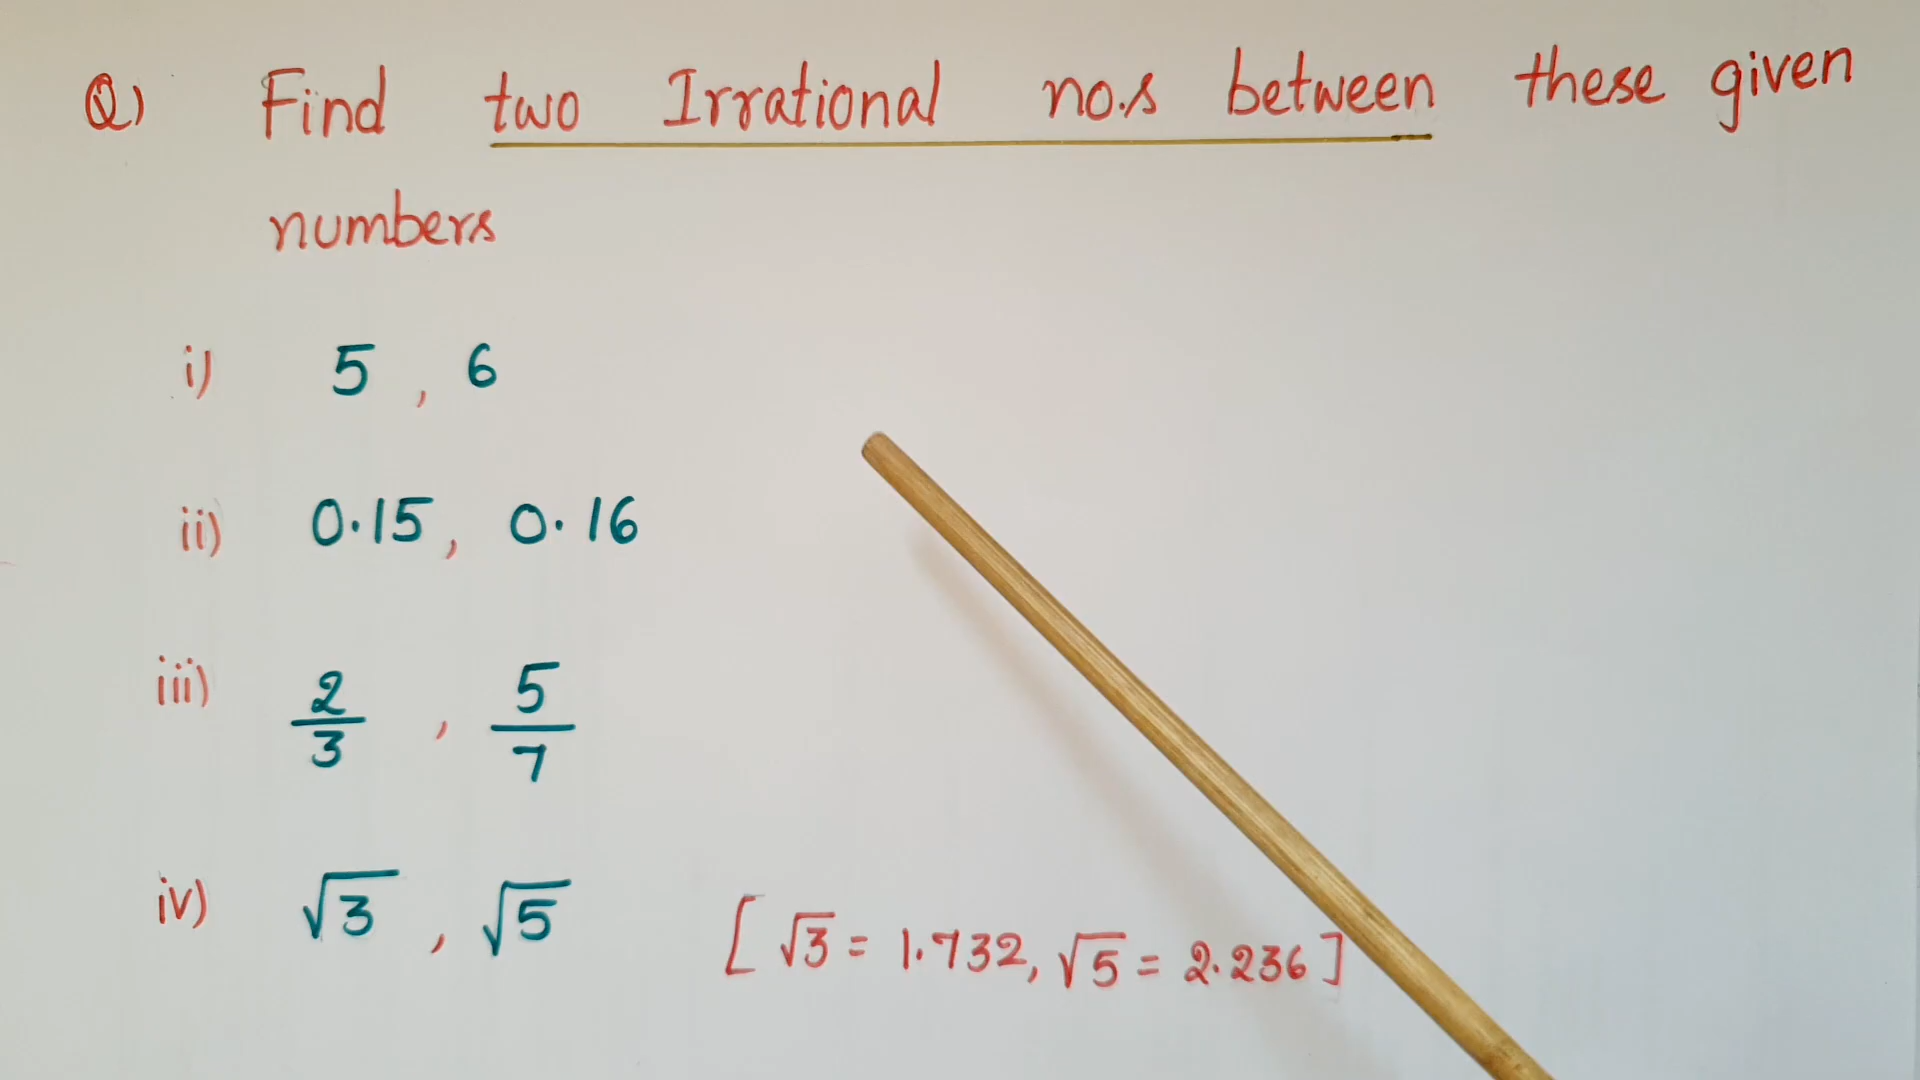 Q) Find two Irrational no.s between these given
numbers
i) 5 , 6
ii) 0.15, 0.16
iii) 2/3 , 5/7
iv) √3 , √5 [√3 = 1.732, √5 = 2.236]